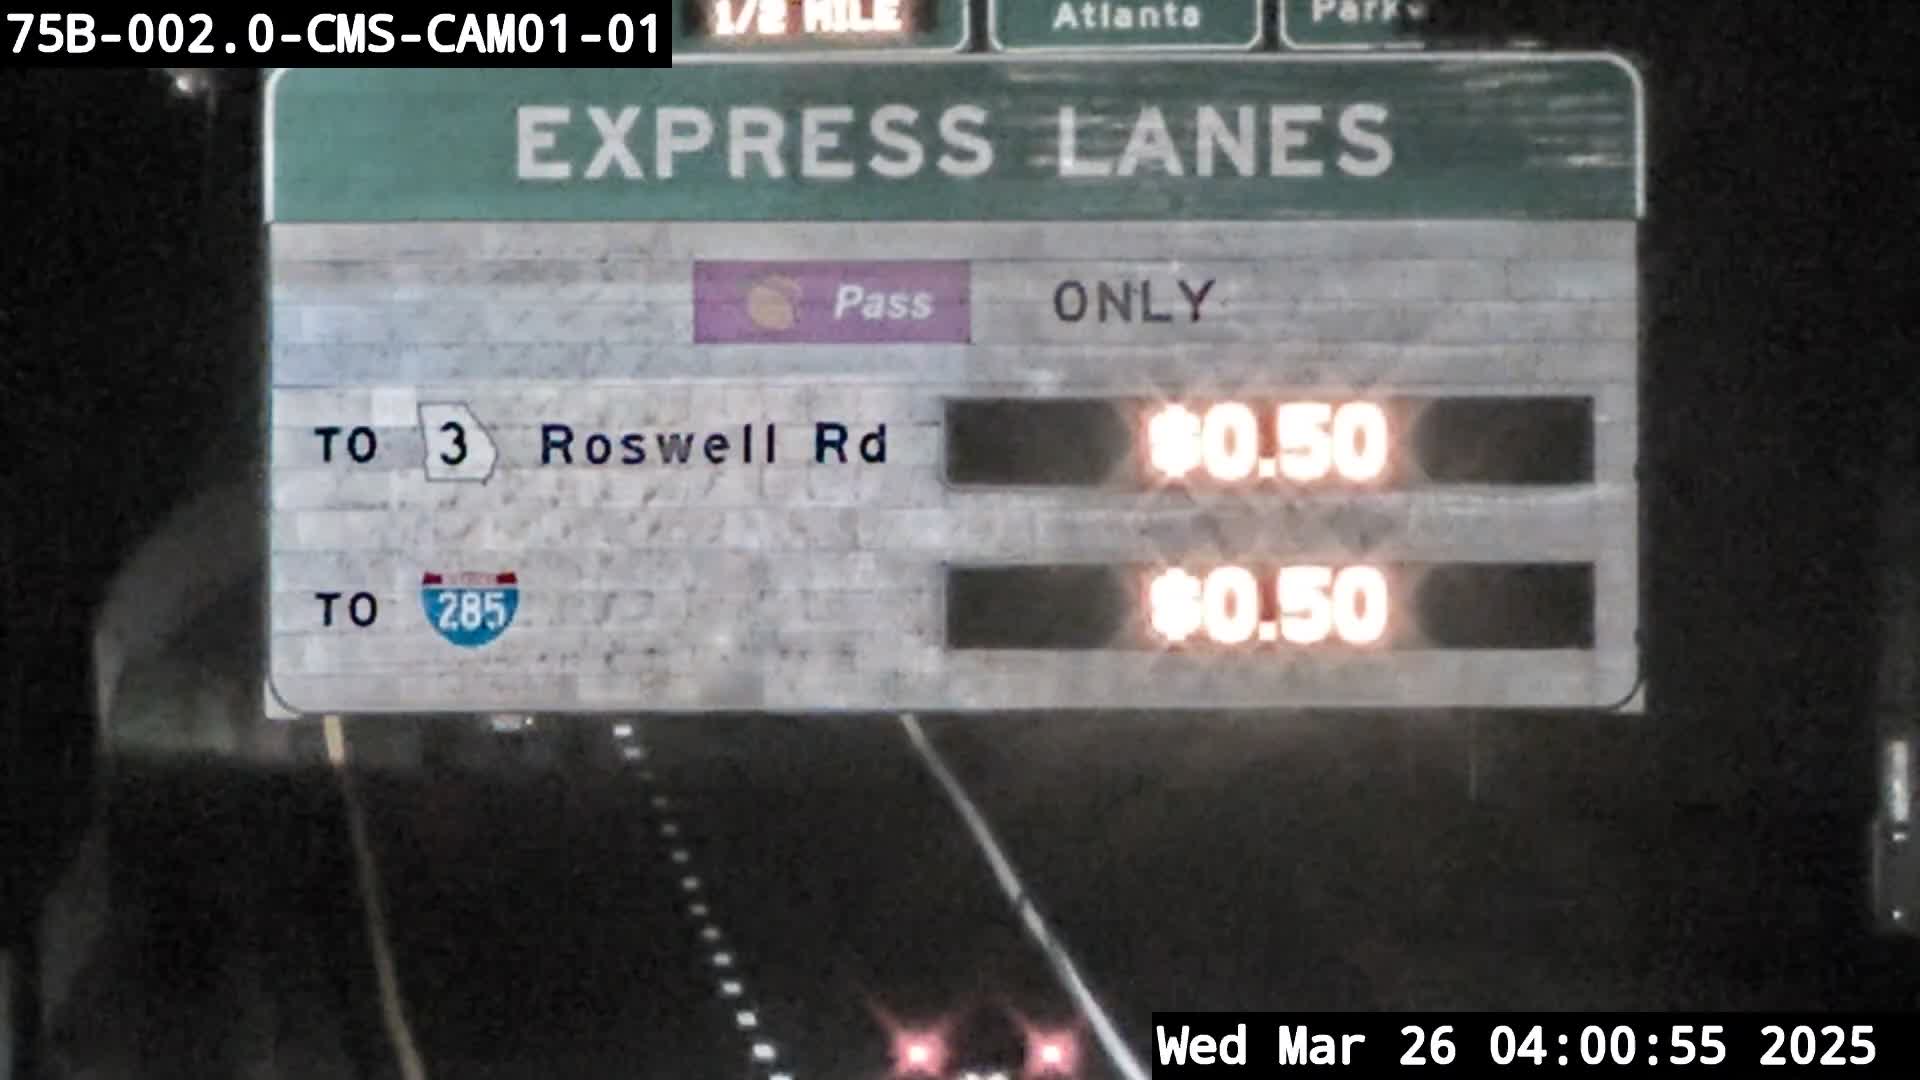 75B-002.0-CMS-CAM01-01
1/2 MILE
Atlanta
EXPRESS LANES
Pass ONLY
TO 3 Roswell Rd $0.50
TO 285 $0.50
Wed Mar 26 04:00:55 2025